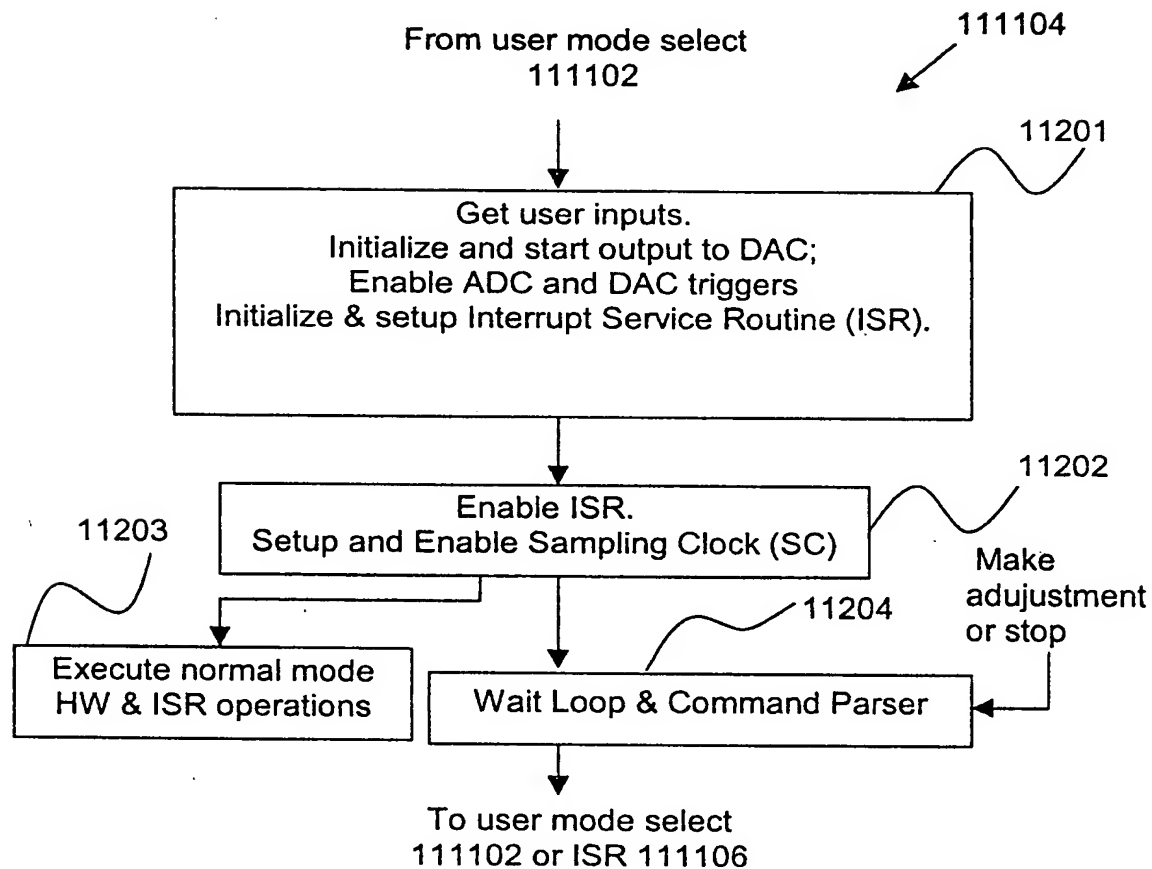 From user mode select
111102
111104
11201
Get user inputs.
Initialize and start output to DAC;
Enable ADC and DAC triggers
Initialize & setup Interrupt Service Routine (ISR).
11202
Enable ISR.
Setup and Enable Sampling Clock (SC)
11203
Make
adujustment
or stop
11204
Execute normal mode
HW & ISR operations
Wait Loop & Command Parser
To user mode select
111102 or ISR 111106